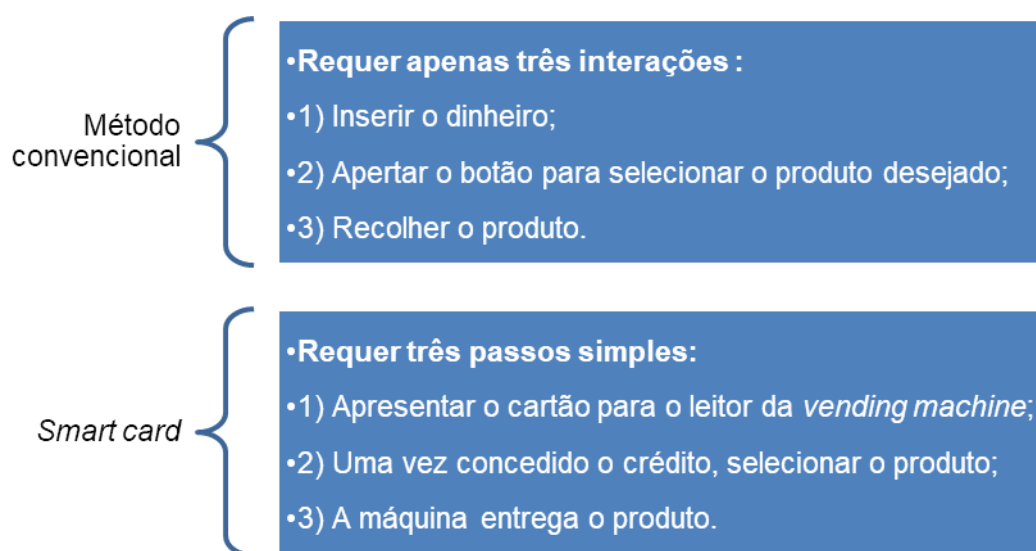 Método
convencional
•Requer apenas três interações :
•1) Inserir o dinheiro;
•2) Apertar o botão para selecionar o produto desejado;
•3) Recolher o produto.
Smart card
•Requer três passos simples:
•1) Apresentar o cartão para o leitor da vending machine;
•2) Uma vez concedido o crédito, selecionar o produto;
•3) A máquina entrega o produto.